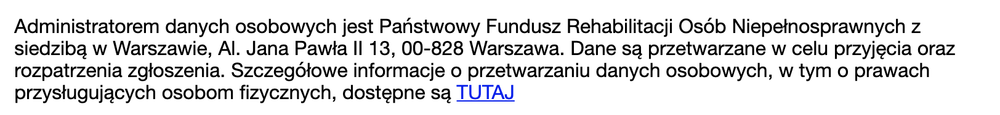 Administratorem danych osobowych jest Państwowy Fundusz Rehabilitacji Osób Niepełnosprawnych z
siedzibą w Warszawie, Al. Jana Pawła II 13, 00-828 Warszawa. Dane są przetwarzane w celu przyjęcia oraz
rozpatrzenia zgłoszenia. Szczegółowe informacje o przetwarzaniu danych osobowych, w tym o prawach
przysługujących osobom fizycznych, dostępne są TUTAJ